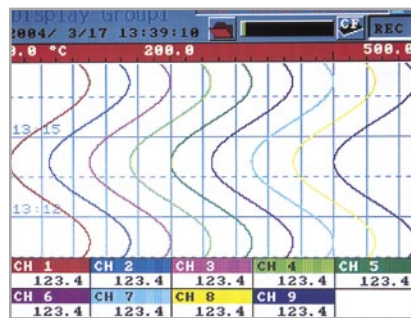 Display Group1
2004/ 3/17 13:39:10 CF REC
0.0 °C 200.0 500.0
13:15
13:12
CH 1 CH 2 CH 3 CH 4 CH 5
123.4 123.4 123.4 123.4 123.4
CH 6 CH 7 CH 8 CH 9
123.4 123.4 123.4 123.4